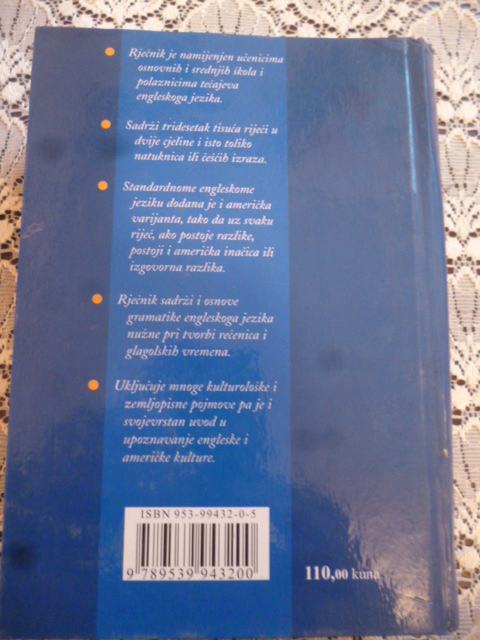 Rječnik je namijenjen učenicima
osnovnih i srednjih škola i
polaznicima tečajeva
engleskoga jezika.
Sadrži tridesetak tisuća riječi u
dvije cjeline i isto toliko
natuknica ili češćih izraza.
Standardnome engleskome
jeziku dodana je i američka
varijanta, tako da uz svaku
riječ, ako postoje razlike,
postoji i američka inačica ili
izgovorna razlika.
Rječnik sadrži i osnove
gramatike engleskoga jezika
nužne pri tvorbi rečenica i
glagolskih vremena.
Uključuje mnoge kulturološke i
zemljopisne pojmove pa je i
svojevrstan uvod u
upoznavanje engleske i
američke kulture.
ISBN 953-99432-0-5
9 789539 943200
110,00 kuna